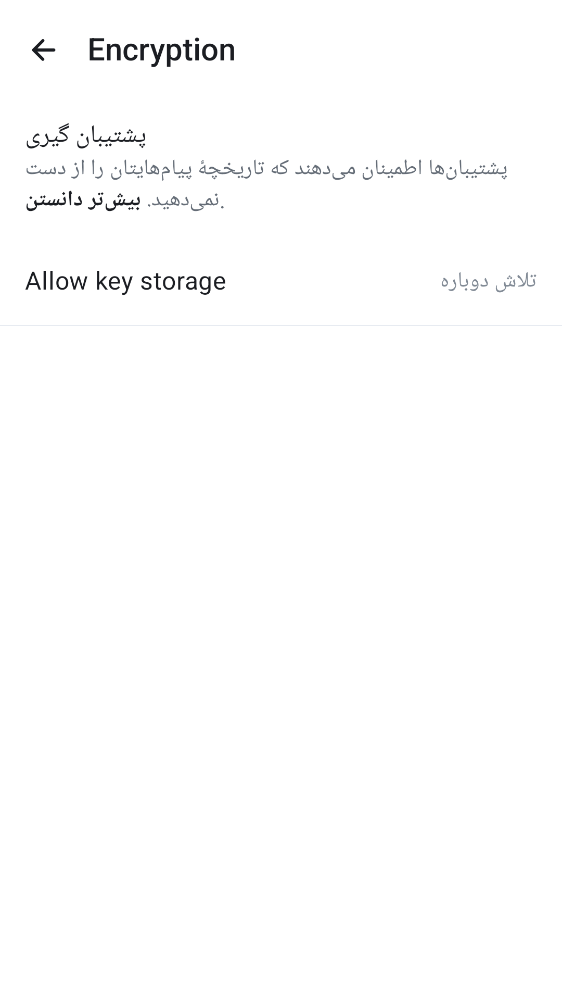 Encryption
پشتیبان گیری
پشتیبان‌ها اطمینان می‌دهند که تاریخچهٔ پیام‌هایتان را از دست
نمی‌دهید. بیش‌تر دانستن.
Allow key storage
تلاش دوباره